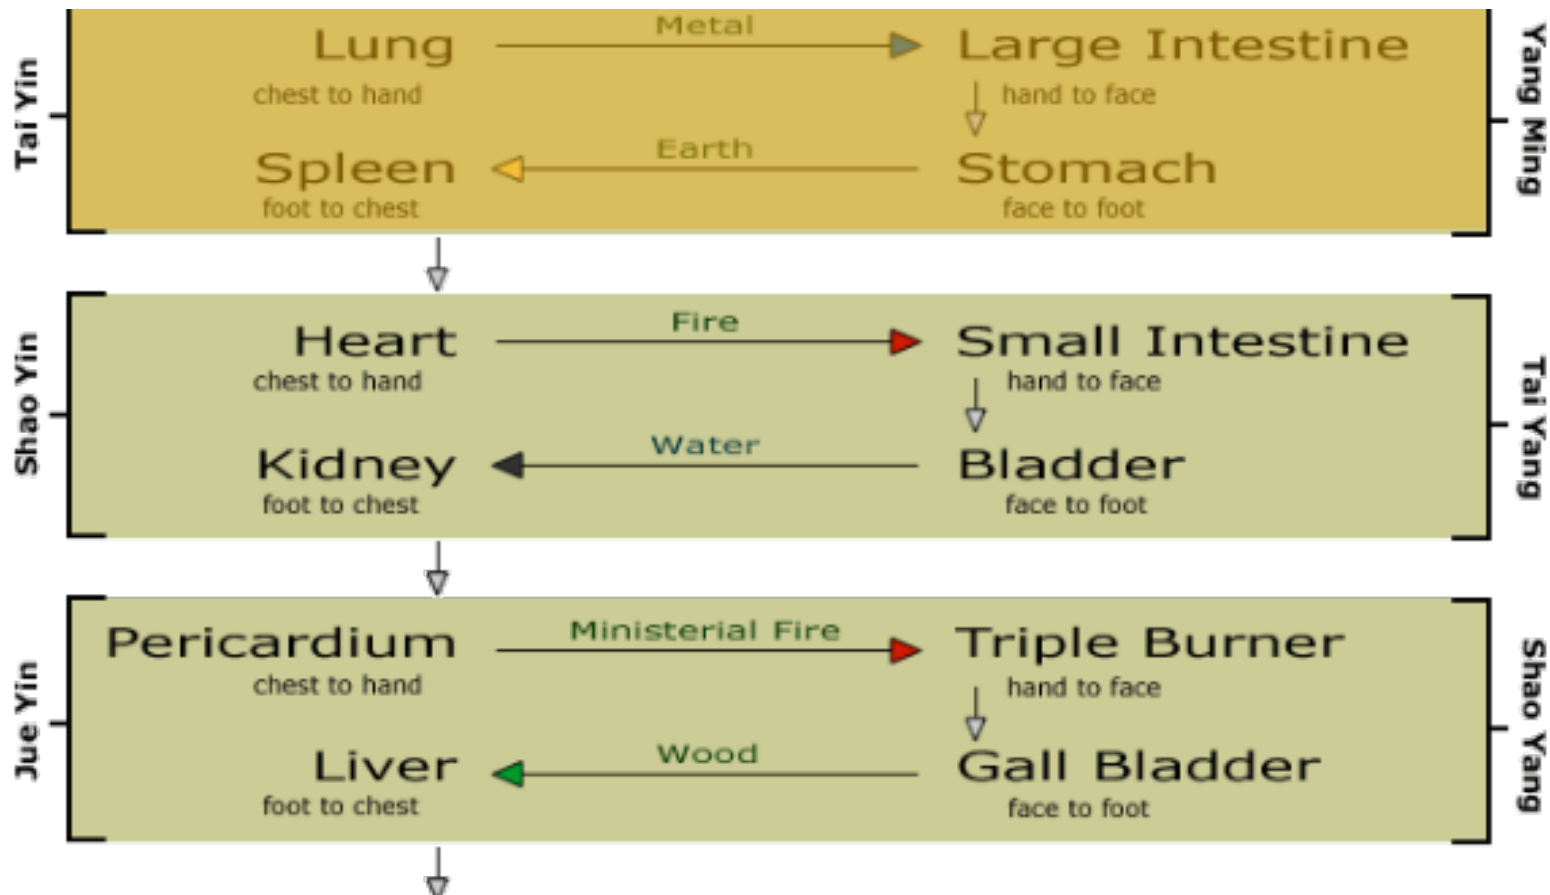 Tai Yin
Metal
Lung
Large Intestine
chest to hand
hand to face
Earth
Spleen
Stomach
foot to chest
face to foot
Yang Ming
Shao Yin
Fire
Heart
Small Intestine
chest to hand
hand to face
Water
Kidney
Bladder
foot to chest
face to foot
Tai Yang
Jue Yin
Ministerial Fire
Pericardium
Triple Burner
chest to hand
hand to face
Wood
Liver
Gall Bladder
foot to chest
face to foot
Shao Yang